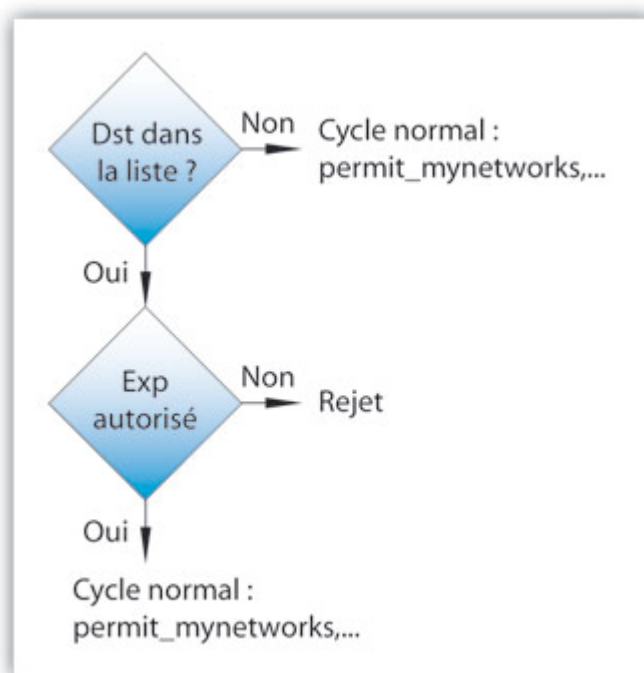 Dst dans
la liste ?
Non
Cycle normal :
permit_mynetworks,...
Oui
Exp
autorisé
Non
Rejet
Oui
Cycle normal :
permit_mynetworks,...